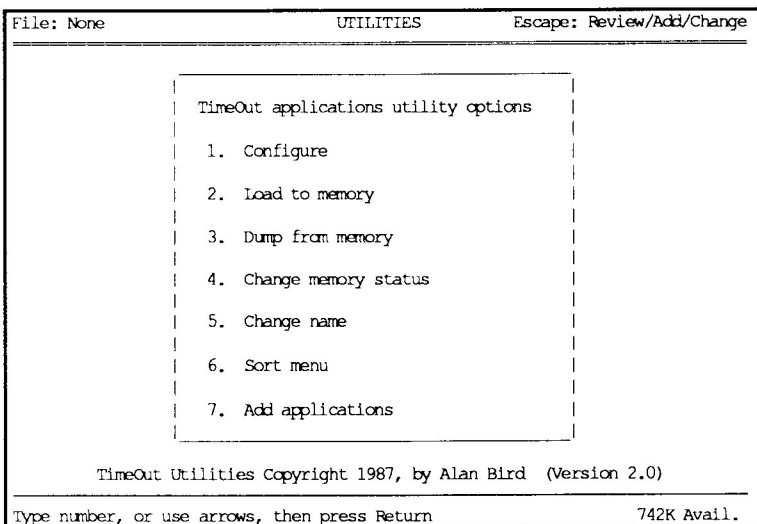 File: None UTILITIES Escape: Review/Add/Change
TimeOut applications utility options
1. Configure
2. Load to memory
3. Dump from memory
4. Change memory status
5. Change name
6. Sort menu
7. Add applications
TimeOut Utilities Copyright 1987, by Alan Bird (Version 2.0)
Type number, or use arrows, then press Return 742K Avail.